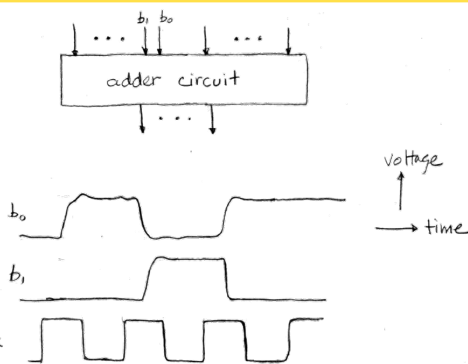 ... b₁ b₀ ...
adder circuit
...
voltage
b₀
time
b₁